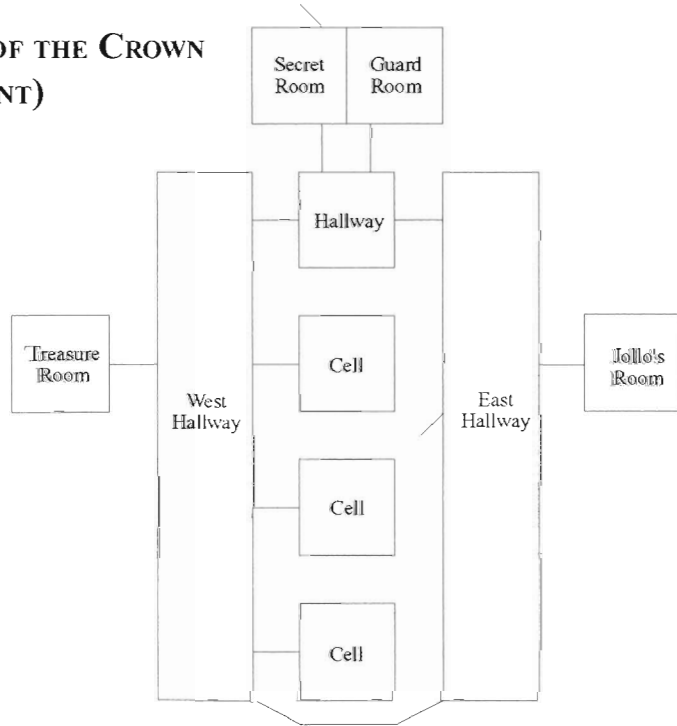 OF THE CROWN
Secret
Room
Guard
Room
Hallway
Treasure
Room
Cell
Jollo's
Room
West
Hallway
East
Hallway
Cell
Cell